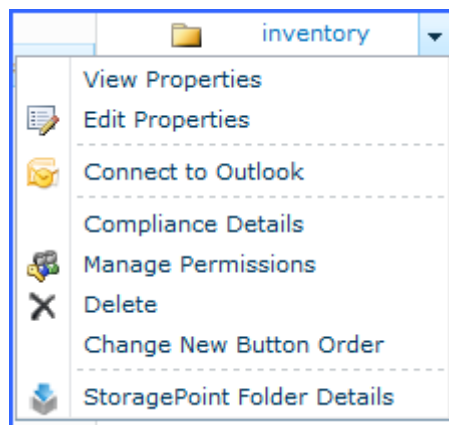 inventory
View Properties
Edit Properties
Connect to Outlook
Compliance Details
Manage Permissions
Delete
Change New Button Order
StoragePoint Folder Details